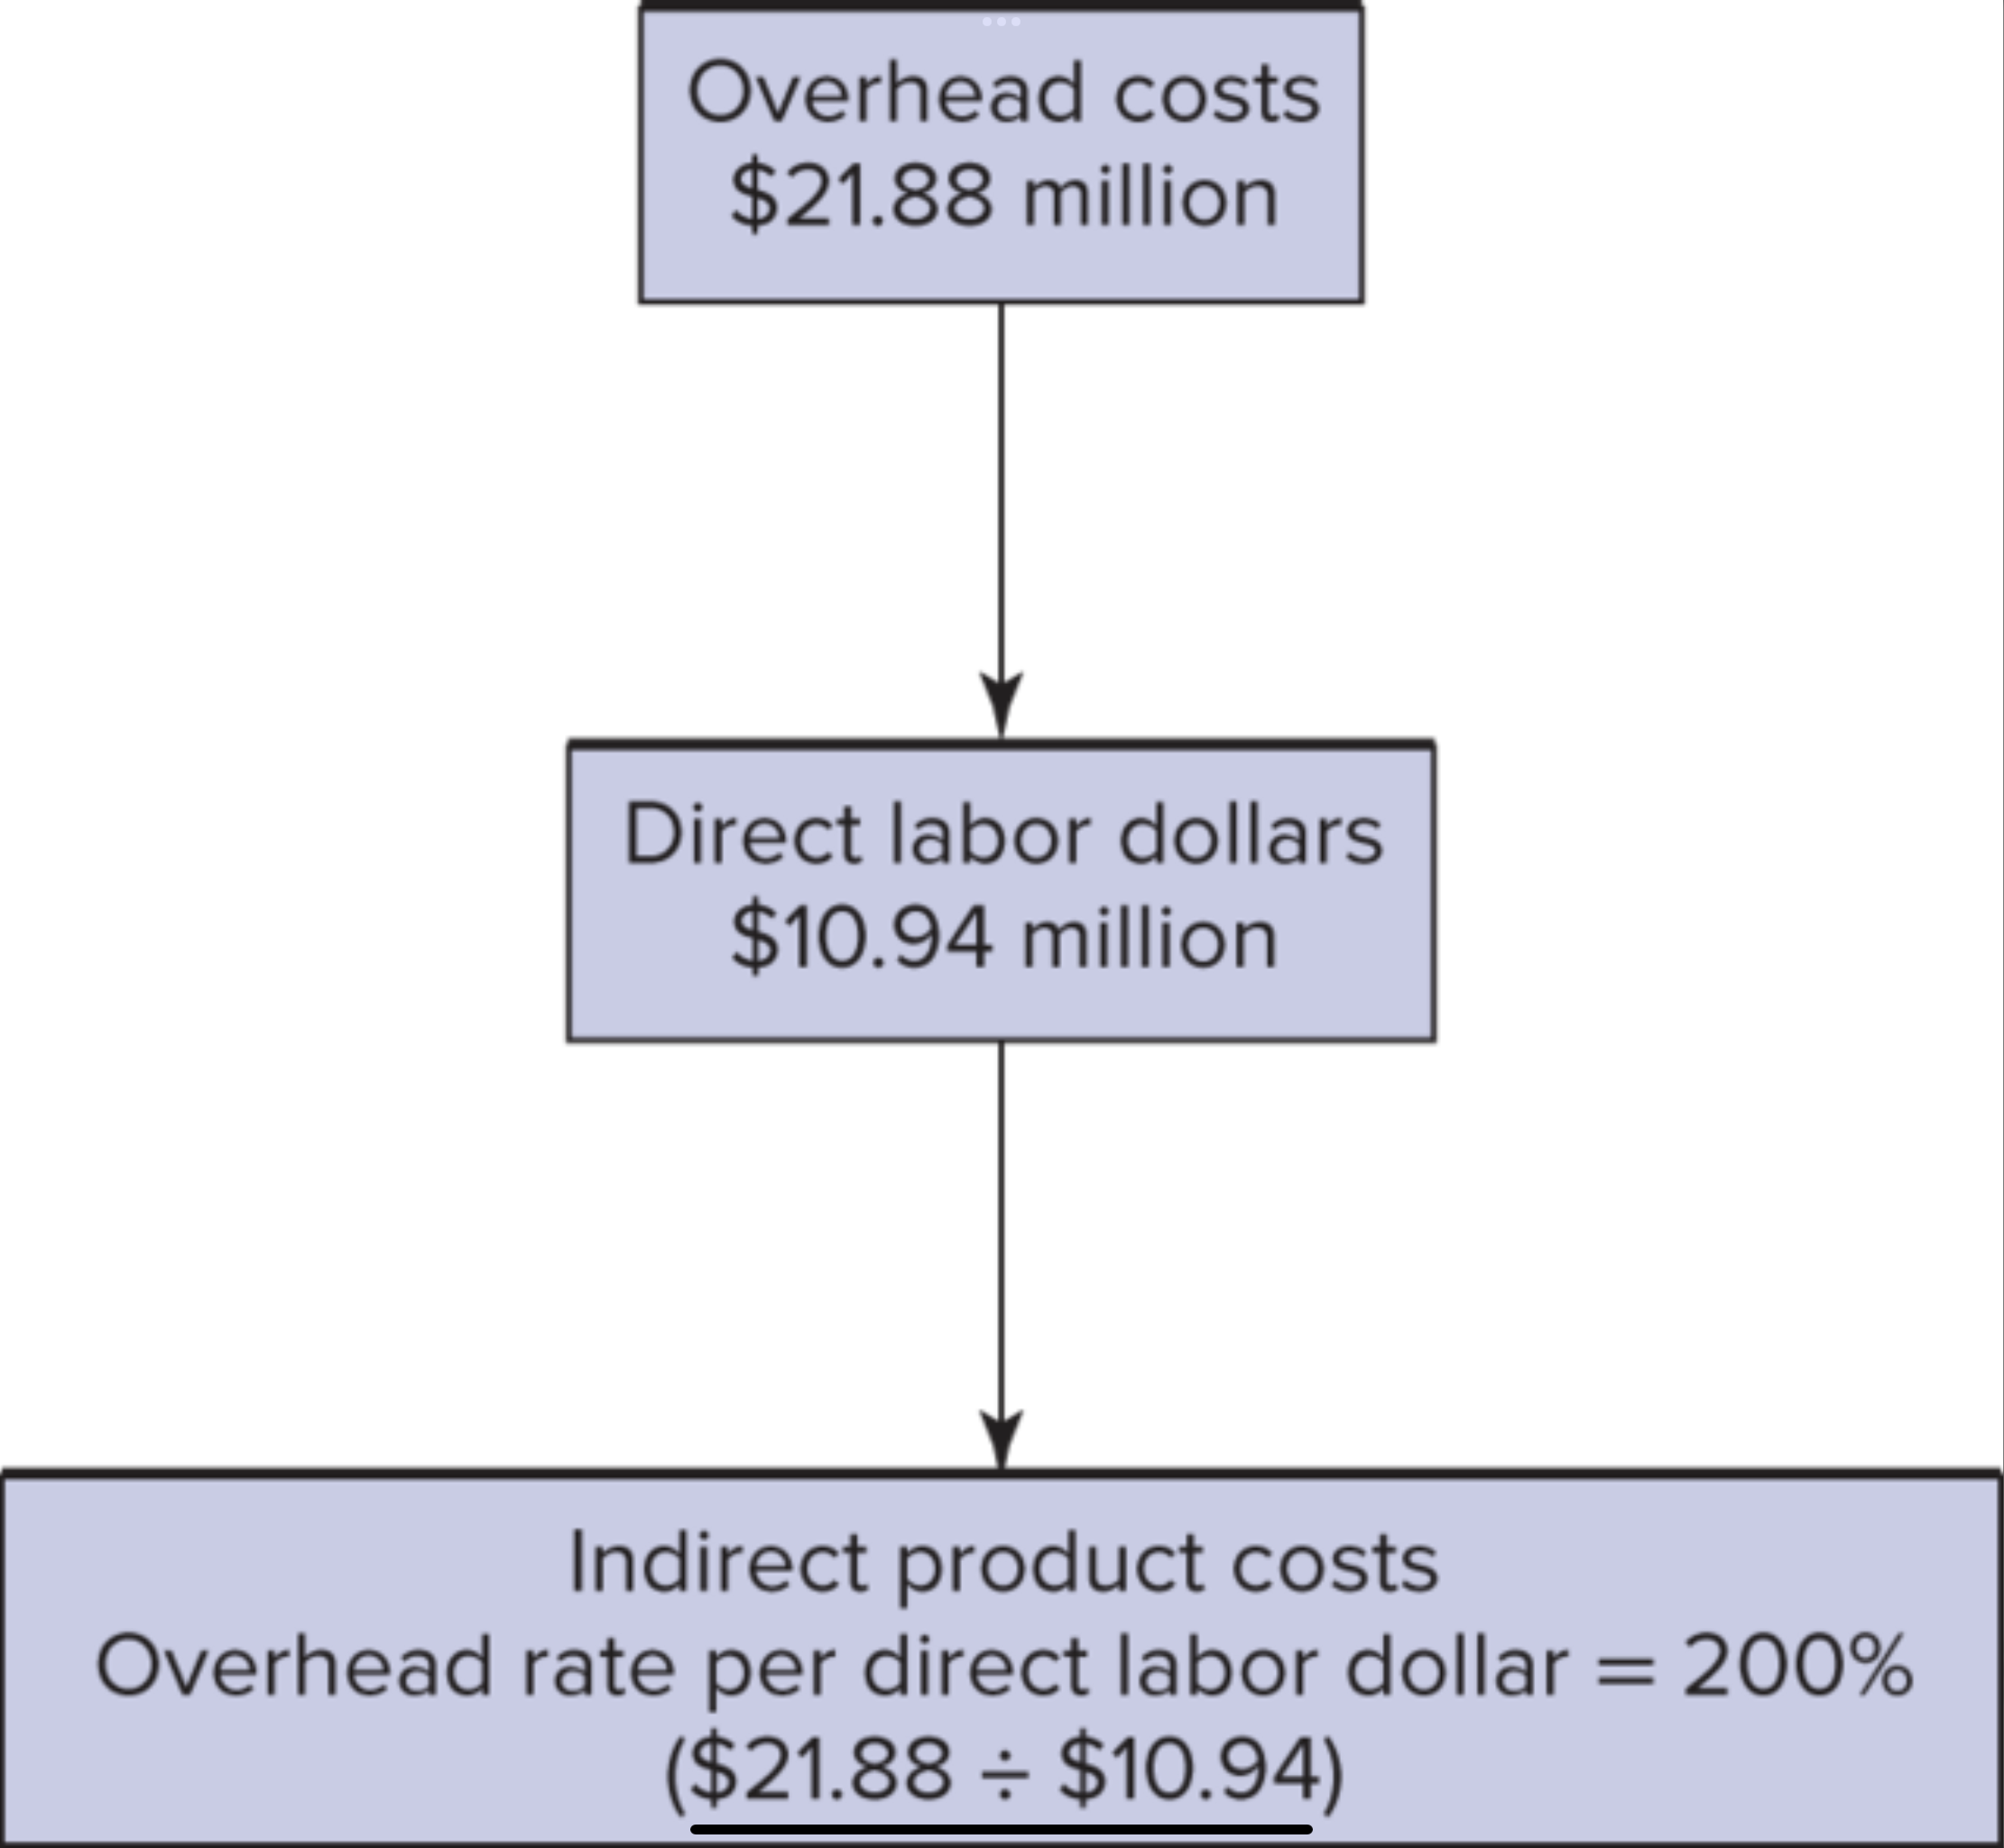 Overhead costs
$21.88 million
Direct labor dollars
$10.94 million
Indirect product costs
Overhead rate per direct labor dollar = 200%
($21.88 ÷ $10.94)